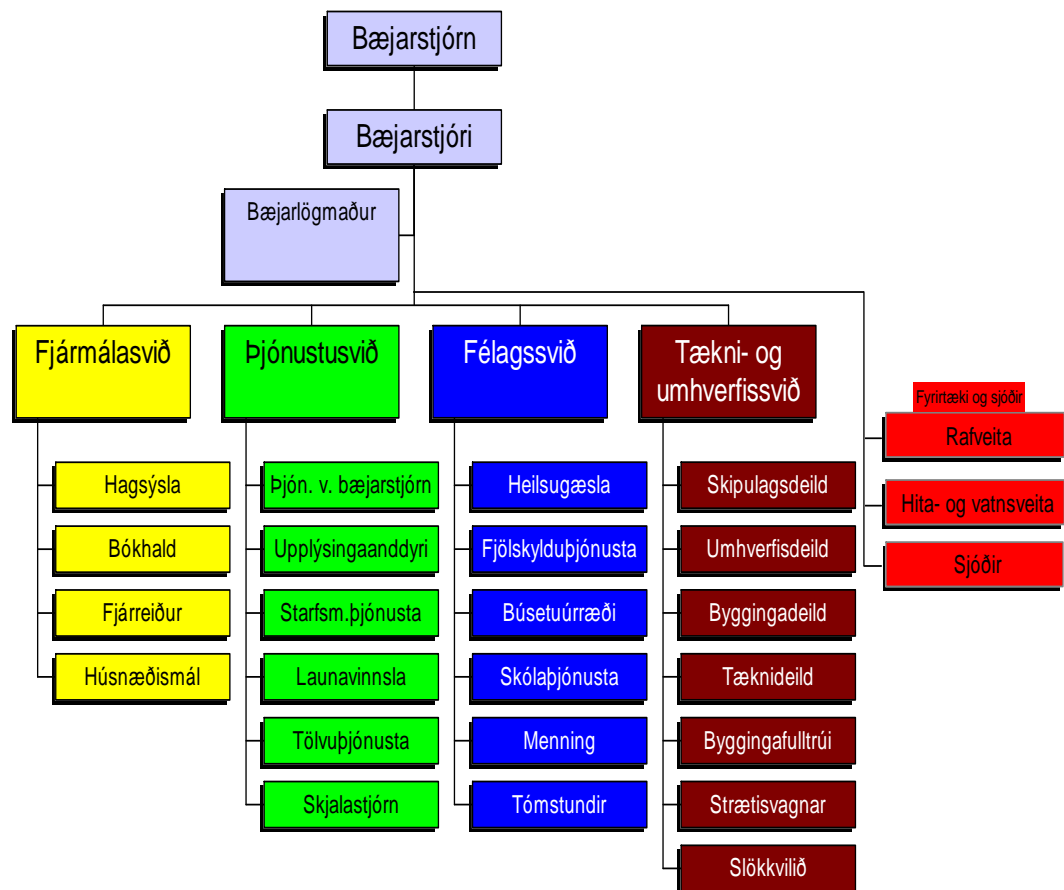 Bæjarstjórn
Bæjarstjóri
Bæjarlögmaður
Fjármálasvið
Hagsýsla
Bókhald
Fjárreiður
Húsnæðismál
Þjónustusvið
Þjón. v. bæjarstjórn
Upplýsingaanddyri
Starfsm.þjónusta
Launavinnsla
Tölvuþjónusta
Skjalastjórn
Félagssvið
Heilsugæsla
Fjölskylduþjónusta
Búsetuúrræði
Skólaþjónusta
Menning
Tómstundir
Tækni- og
umhverfissvið
Skipulagsdeild
Umhverfisdeild
Byggingadeild
Tæknideild
Byggingafulltrúi
Strætisvagnar
Slökkvilið
Fyrirtæki og sjóðir
Rafveita
Hita- og vatnsveita
Sjóðir